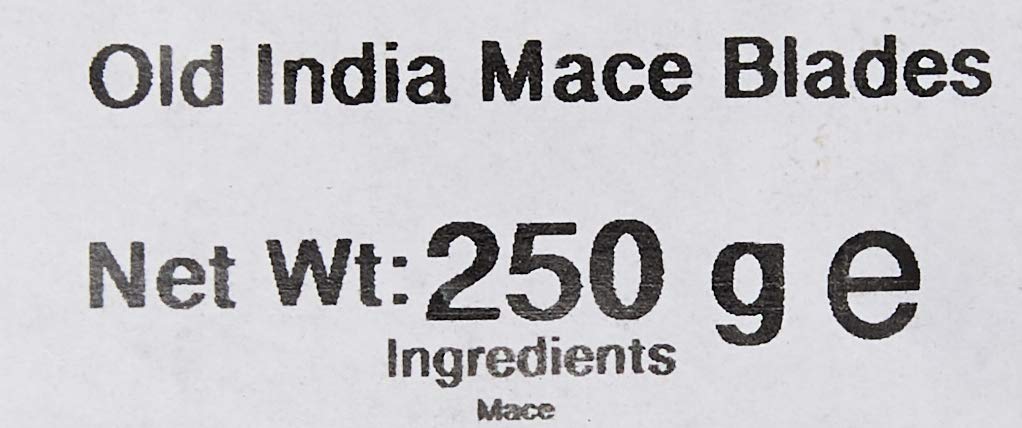 Old India Mace Blades
Net Wt: 250 g e
Ingredients
Mace